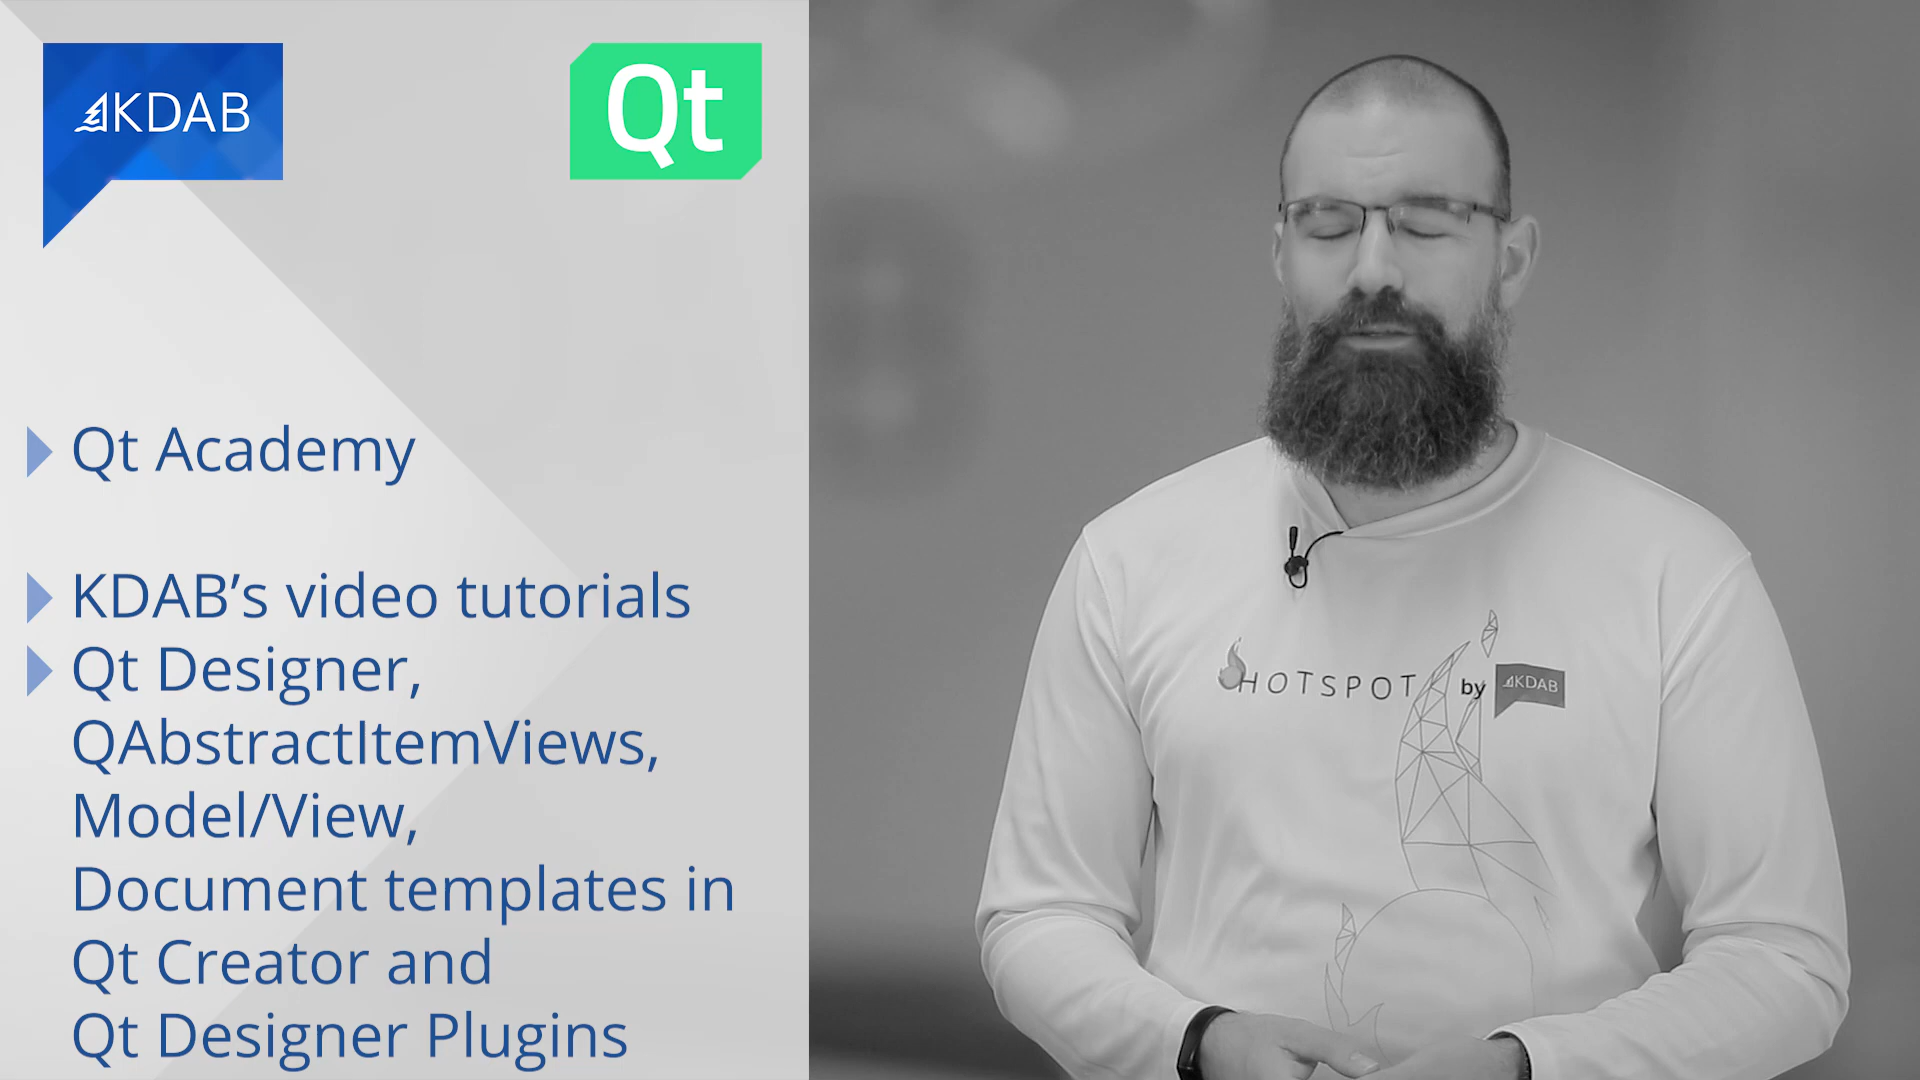 KDAB
Qt
Qt Academy
KDAB’s video tutorials
Qt Designer,
QAbstractItemViews,
Model/View,
Document templates in
Qt Creator and
Qt Designer Plugins
HOTSPOT by KDAB